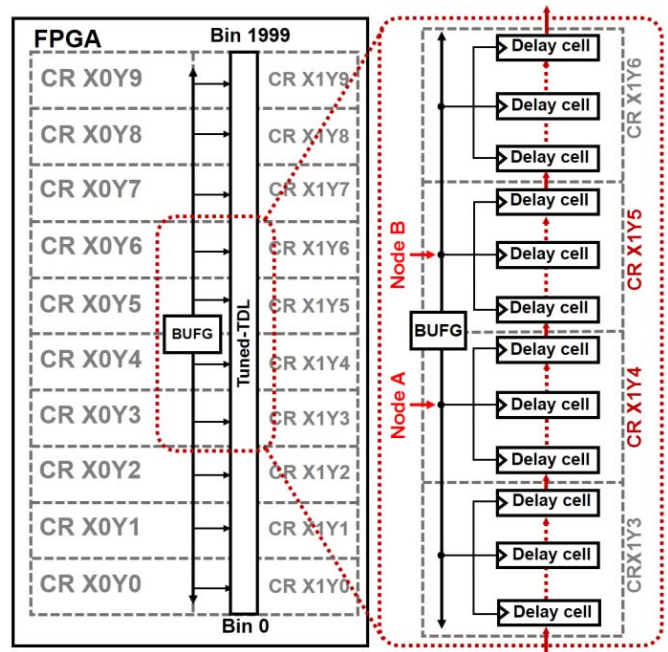 FPGA
Bin 1999
CR X0Y9
CR X1Y9
CR X0Y8
CR X1Y8
CR X0Y7
CR X1Y7
CR X0Y6
CR X1Y6
CR X0Y5
CR X1Y5
BUFG
Tuned-TDL
CR X0Y4
CR X1Y4
CR X0Y3
CR X1Y3
CR X0Y2
CR X1Y2
CR X0Y1
CR X1Y1
CR X0Y0
CR X1Y0
Bin 0
Delay cell
Delay cell
Delay cell
CR X1Y6
Delay cell
Node B
Delay cell
Delay cell
CR X1Y5
BUFG
Delay cell
Node A
Delay cell
Delay cell
CR X1Y4
Delay cell
Delay cell
Delay cell
CRX1Y3